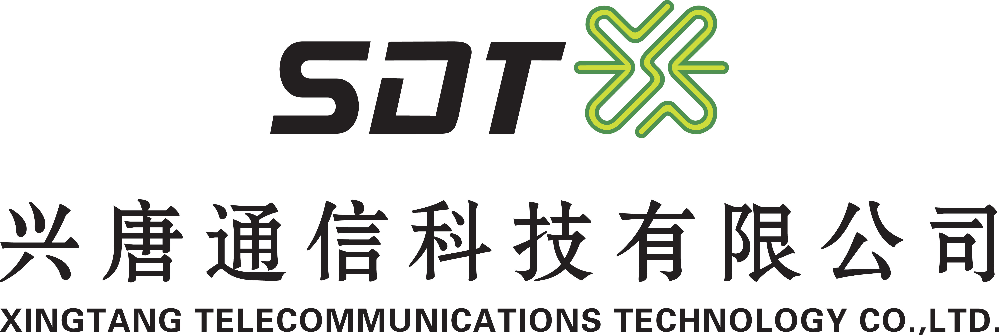 SDT
兴唐通信科技有限公司
XINGTANG TELECOMMUNICATIONS TECHNOLOGY CO.,LTD